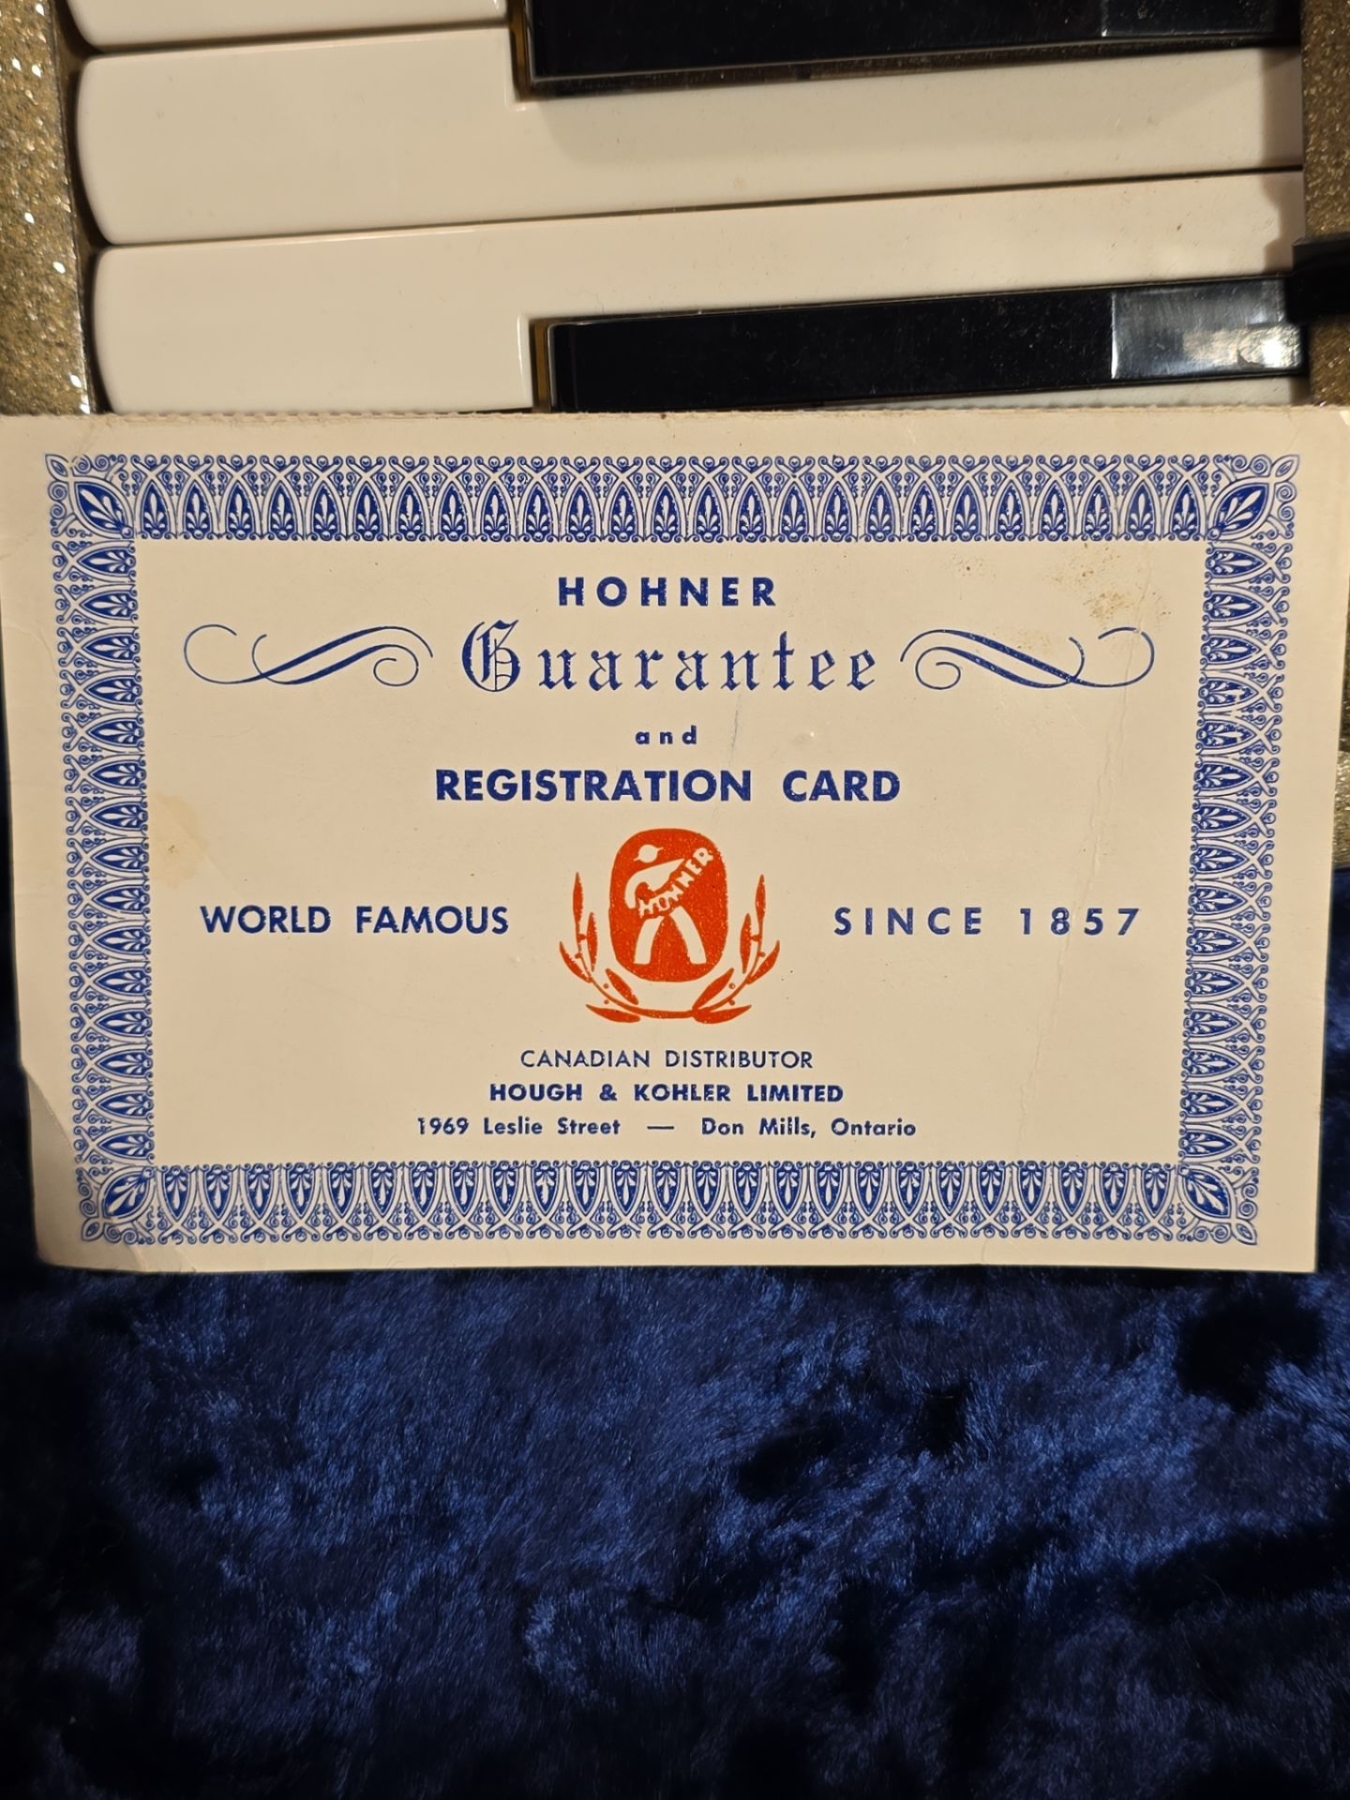 HOHNER
Guarantee
and
REGISTRATION CARD
HOHNER
WORLD FAMOUS SINCE 1857
CANADIAN DISTRIBUTOR
HOUGH & KOHLER LIMITED
1969 Leslie Street — Don Mills, Ontario